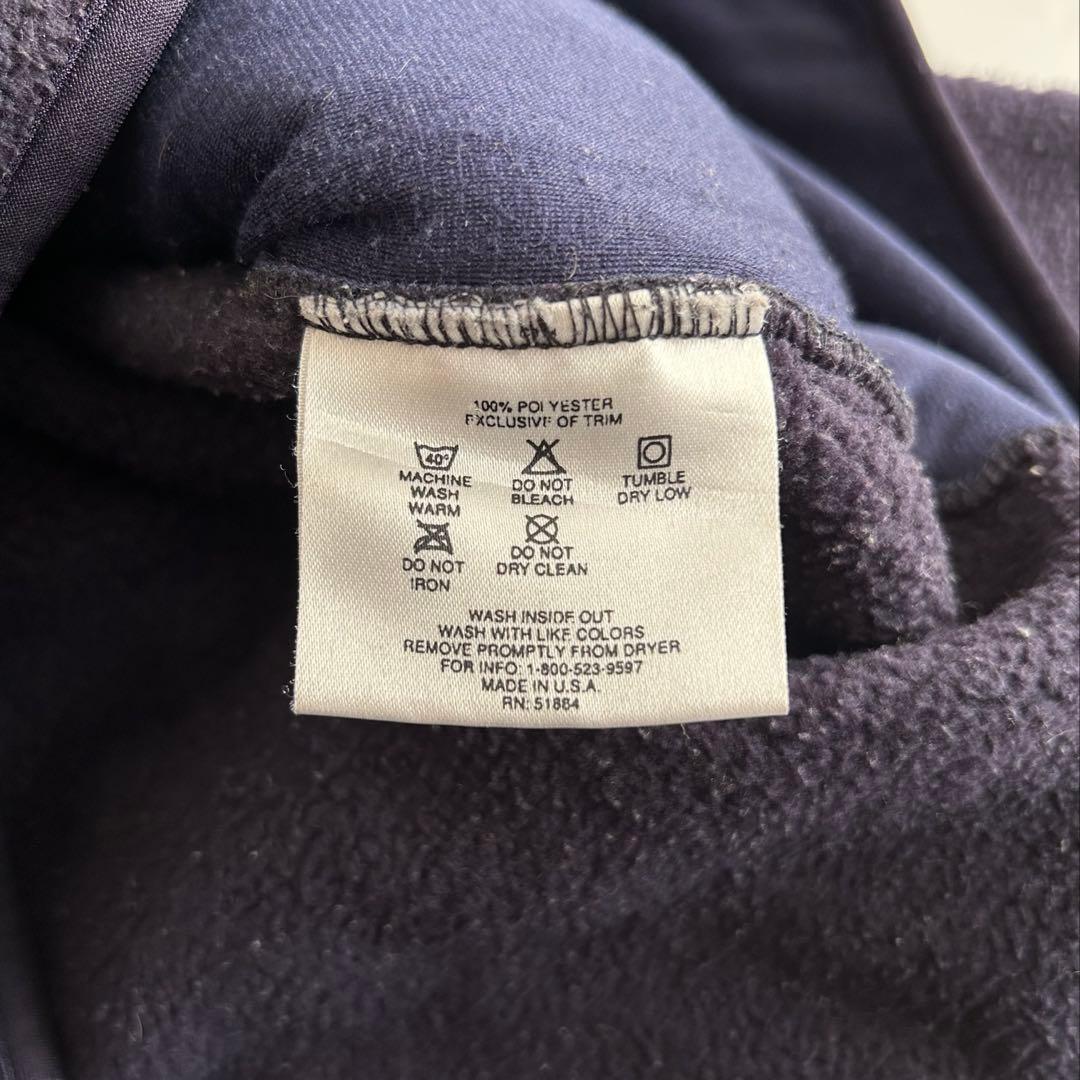 100% POLYESTER
EXCLUSIVE OF TRIM
40°
MACHINE WASH WARM
DO NOT BLEACH
TUMBLE DRY LOW
DO NOT IRON
DO NOT DRY CLEAN
WASH INSIDE OUT
WASH WITH LIKE COLORS
REMOVE PROMPTLY FROM DRYER
FOR INFO: 1-800-523-9597
MADE IN U.S.A.
RN: 51884